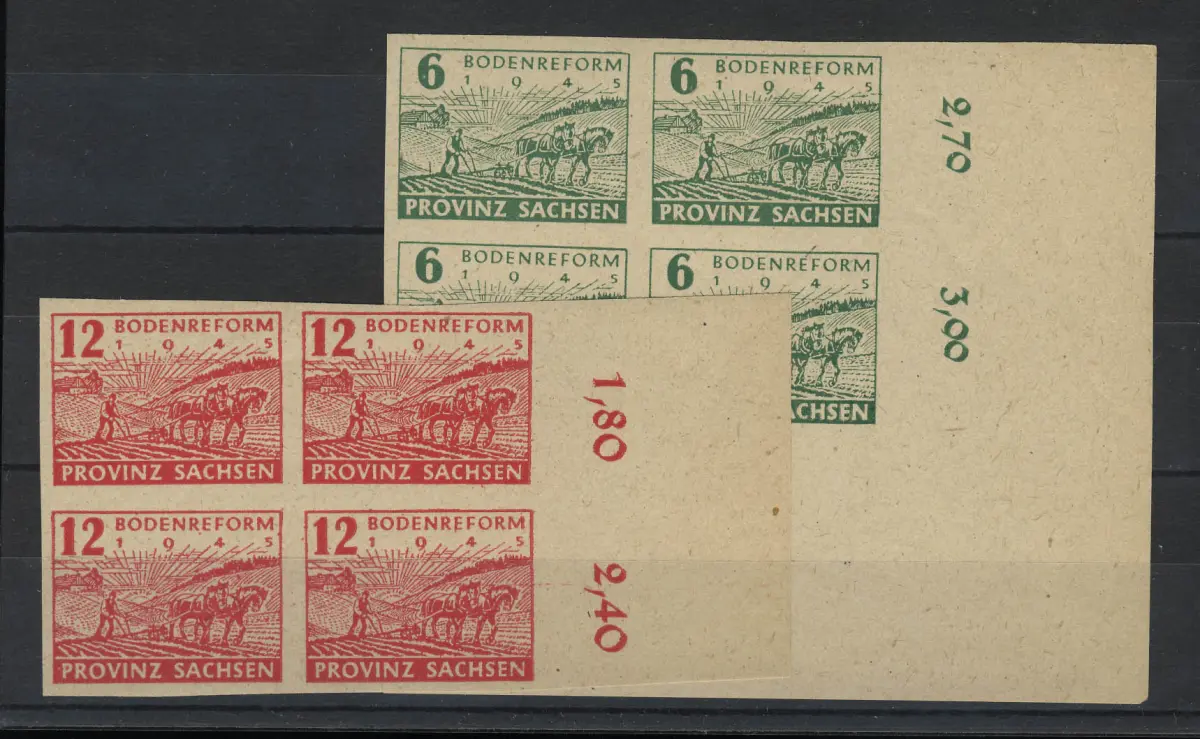 6 BODENREFORM
1 9 4 5
PROVINZ SACHSEN
6 BODENREFORM
1 9 4 5
PROVINZ SACHSEN
2,70
6 BODENREFORM
1 9 4 5
6 BODENREFORM
1 9 4 5
ACHSEN
3,00
12 BODENREFORM
1 9 4 5
PROVINZ SACHSEN
12 BODENREFORM
1 9 4 5
PROVINZ SACHSEN
1,80
12 BODENREFORM
1 9 4 5
PROVINZ SACHSEN
12 BODENREFORM
1 9 4 5
PROVINZ SACHSEN
2,40